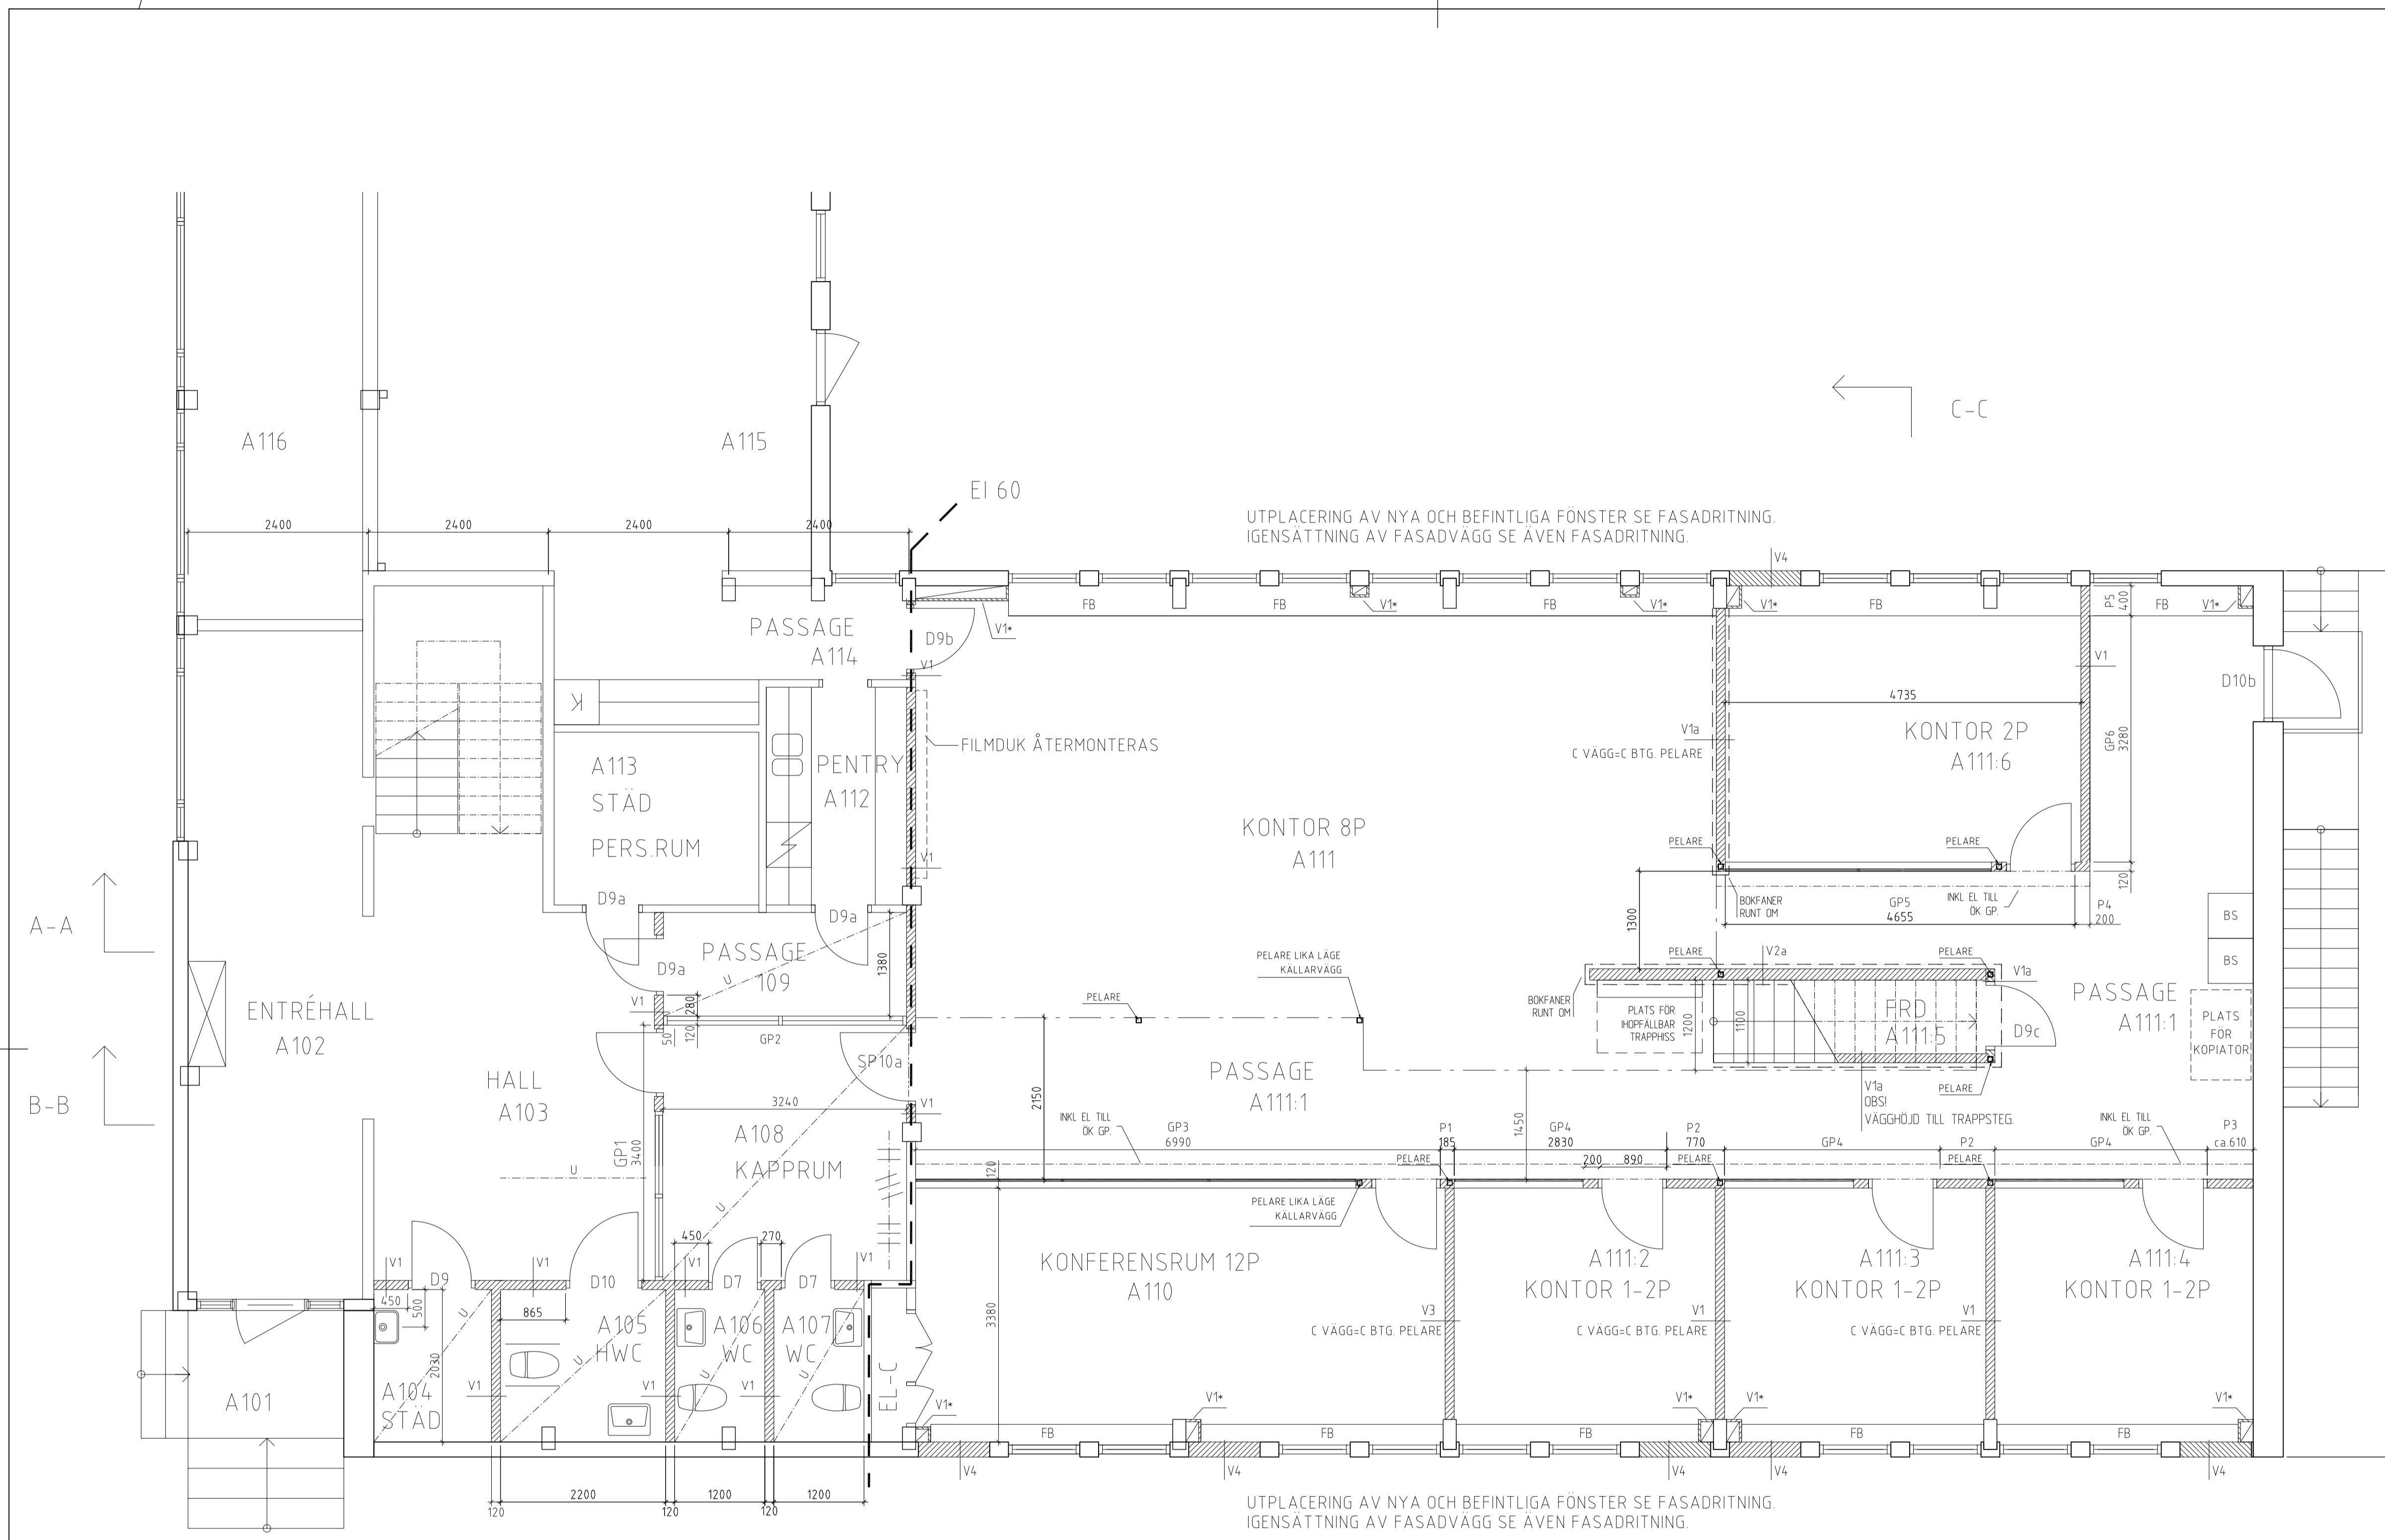 A116
A115
C-C
EI 60
2400
2400
2400
2400
UTPLACERING AV NYA OCH BEFINTLIGA FÖNSTER SE FASADRITNING.
IGENSÄTTNING AV FASADVÄGG SE ÄVEN FASADRITNING.
V4
FB
FB
V1*
FB
V1*
V1*
FB
P5
400
FB
V1*
PASSAGE
A114
D9b
V1*
V1
V1
GP6
3280
D10b
K
4735
V1a
C VÄGG=C BTG. PELARE
KONTOR 2P
A111:6
FILMDUK ÅTERMONTERAS
A113
STÄD
PERS.RUM
PENTRY
A112
KONTOR 8P
A111
V1
PELARE
PELARE
120
D9a
D9a
BOKFANER
RUNT OM
GP5
4655
INKL EL TILL
ÖK GP.
P4
200
BS
BS
A-A
1300
PASSAGE
109
U
1380
D9a
V1
280
PELARE LIKA LÄGE
KÄLLARVÄGG
PELARE
V2a
PELARE
V1a
PELARE
BOKFANER
RUNT OM
PLATS FÖR
IHOPFÄLLBAR
TRAPPHISS
1200
1100
FRD
A111:5
D9c
PASSAGE
A111:1
PLATS
FÖR
KOPIATOR
ENTRÉHALL
A102
50
120
GP2
SP10a
HALL
A103
B-B
PASSAGE
A111:1
V1a
OBS!
VÄGGHÖJD TILL TRAPPSTEG.
PELARE
2150
1450
3240
V1
GP1
3400
A108
KAPPRUM
U
U
INKL EL TILL
ÖK GP.
GP3
6990
P1
185
GP4
2830
P2
770
GP4
P2
GP4
INKL EL TILL
ÖK GP.
P3
ca.610
120
PELARE
200
890
PELARE
PELARE
PELARE LIKA LÄGE
KÄLLARVÄGG
450
270
V1
D9
V1
D10
V1
D7
D7
V1
KONFERENSRUM 12P
A110
A111:2
KONTOR 1-2P
A111:3
KONTOR 1-2P
A111:4
KONTOR 1-2P
450
500
U
865
A105
HWC
U
A106
WC
U
A107
WC
U
3380
V3
C VÄGG=C BTG. PELARE
V1
C VÄGG=C BTG. PELARE
V1
C VÄGG=C BTG. PELARE
2030
A101
A104
STÄD
V1
V1
V1
EL-C
V1*
V1*
V1*
V1*
V1*
FB
FB
FB
FB
FB
V4
V4
V4
V4
V4
120
2200
120
1200
120
1200
UTPLACERING AV NYA OCH BEFINTLIGA FÖNSTER SE FASADRITNING.
IGENSÄTTNING AV FASADVÄGG SE ÄVEN FASADRITNING.